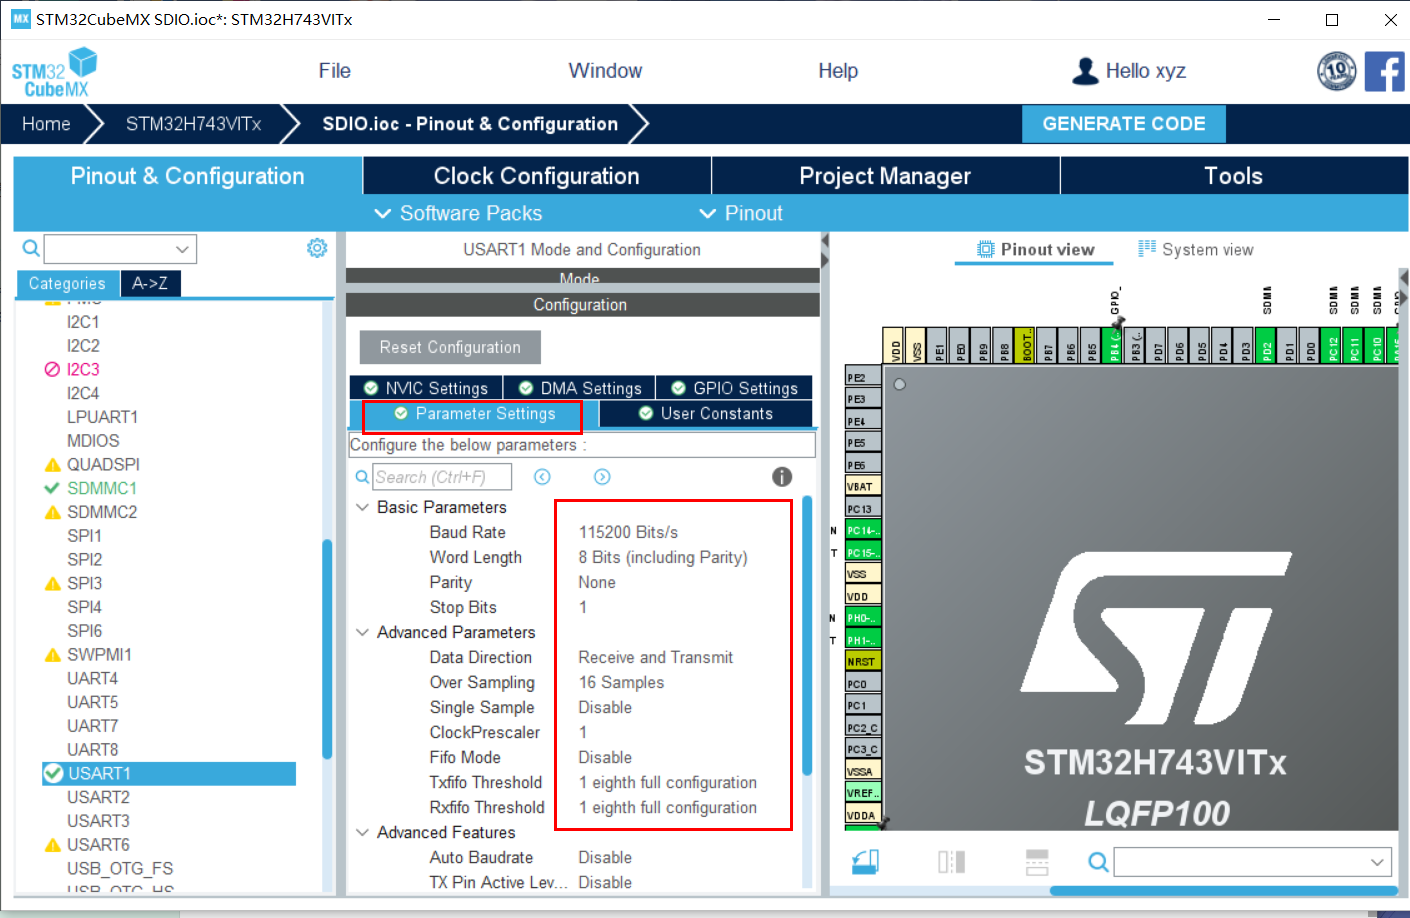 STM32CubeMX SDIO.ioc*: STM32H743VITx
STM32 CubeMX
File
Window
Help
Hello xyz
Home
STM32H743VITx
SDIO.ioc - Pinout & Configuration
GENERATE CODE
Pinout & Configuration
Clock Configuration
Project Manager
Tools
Software Packs
Pinout
Categories
A->Z
I2C1
I2C2
I2C3
I2C4
LPUART1
MDIOS
QUADSPI
SDMMC1
SDMMC2
SPI1
SPI2
SPI3
SPI4
SPI6
SWPMI1
UART4
UART5
UART7
UART8
USART1
USART2
USART3
USART6
USB_OTG_FS
USB_OTG_HS
USART1 Mode and Configuration
Mode
Configuration
Reset Configuration
NVIC Settings
DMA Settings
GPIO Settings
Parameter Settings
User Constants
Configure the below parameters :
Search (Ctrl+F)
Basic Parameters
Baud Rate 115200 Bits/s
Word Length 8 Bits (including Parity)
Parity None
Stop Bits 1
Advanced Parameters
Data Direction Receive and Transmit
Over Sampling 16 Samples
Single Sample Disable
ClockPrescaler 1
Fifo Mode Disable
Txfifo Threshold 1 eighth full configuration
Rxfifo Threshold 1 eighth full configuration
Advanced Features
Auto Baudrate Disable
TX Pin Active Lev... Disable
Pinout view
System view
GPIO_
SDMA
SDMA
SDMA
SDMA
VDD
VSS
PE1
PE0
PB9
PB8
BOOT..
PB7
PB6
PB5
PB4 (..
PB3 (..
PD7
PD6
PD5
PD4
PD3
PD2
PD1
PD0
PC12
PC11
PC10
PE2
PE3
PE4
PE5
PE6
VBAT
PC13
N PC14-..
T PC15-..
VSS
VDD
N PH0-..
T PH1-..
NRST
PC0
PC1
PC2_C
PC3_C
VSSA
VREF..
VDDA
STM32H743VITx
LQFP100